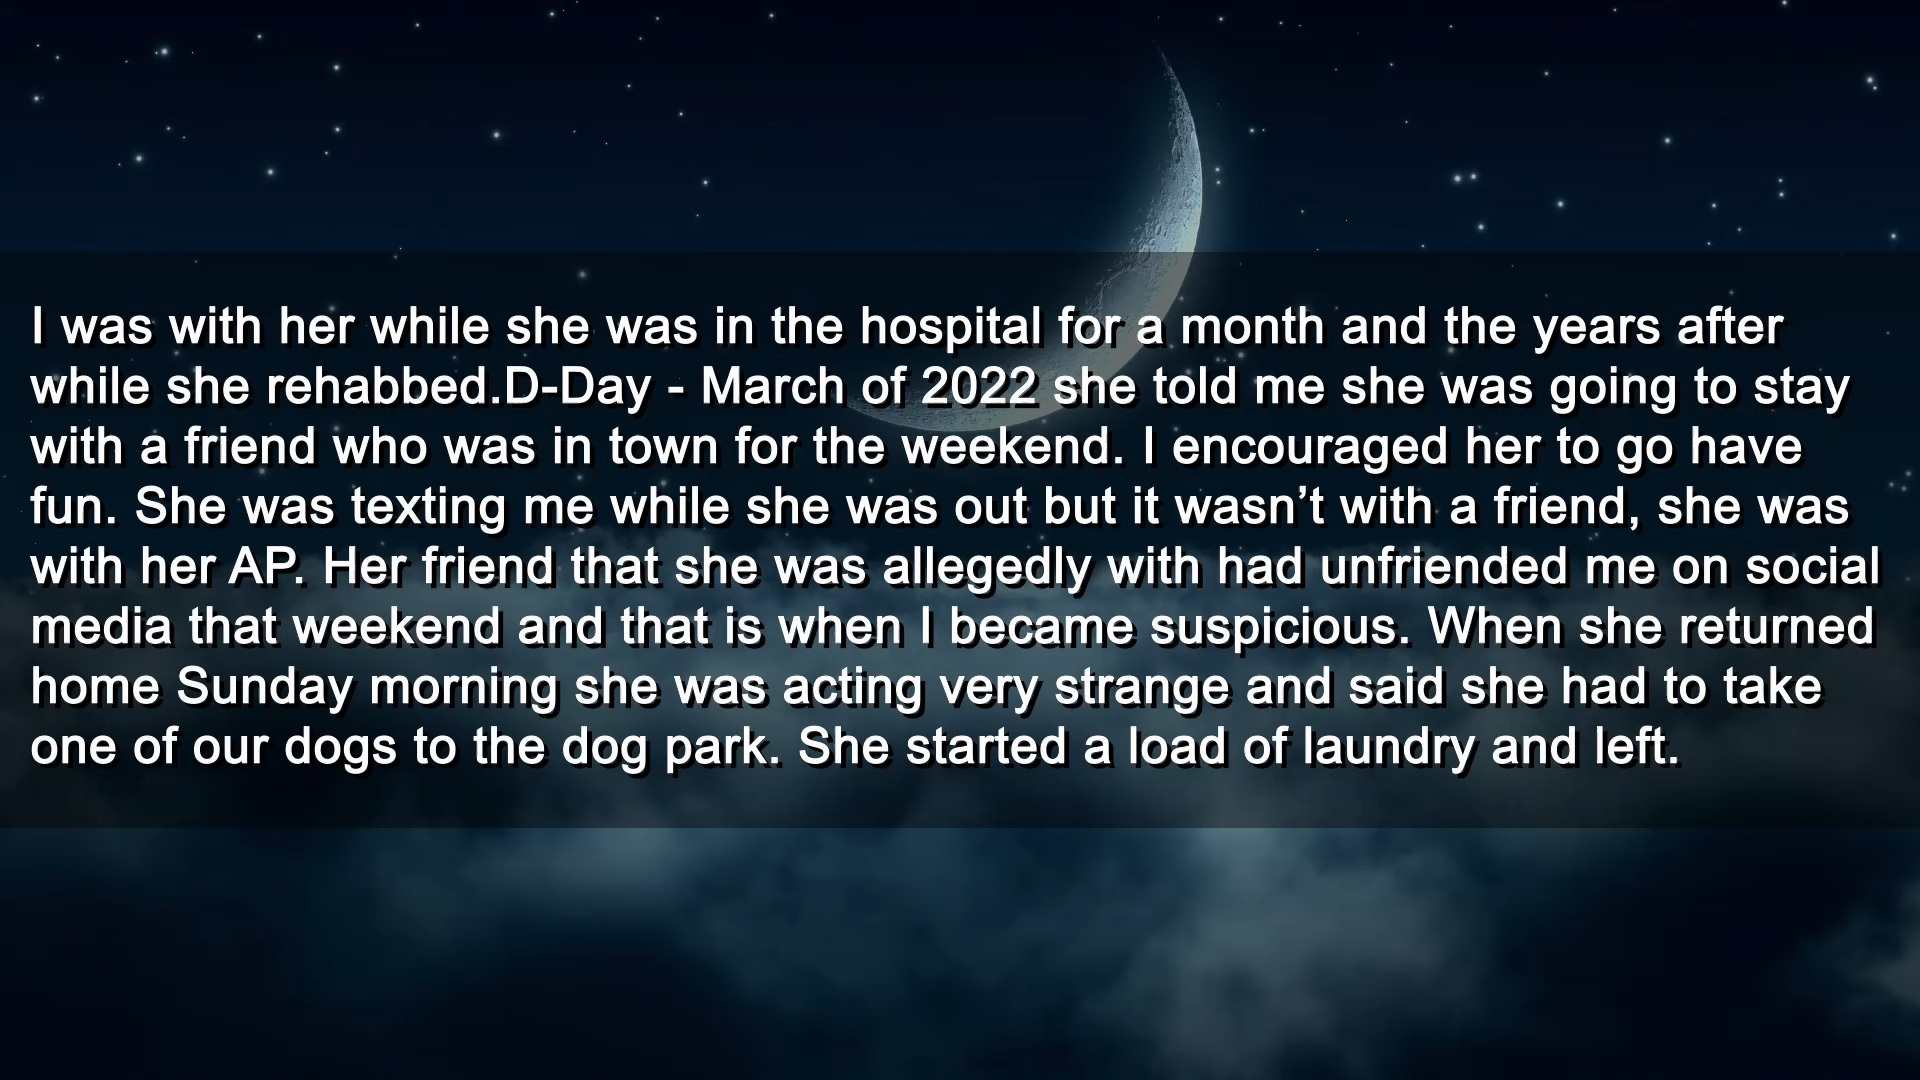 I was with her while she was in the hospital for a month and the years after
while she rehabbed.D-Day - March of 2022 she told me she was going to stay
with a friend who was in town for the weekend. I encouraged her to go have
fun. She was texting me while she was out but it wasn’t with a friend, she was
with her AP. Her friend that she was allegedly with had unfriended me on social
media that weekend and that is when I became suspicious. When she returned
home Sunday morning she was acting very strange and said she had to take
one of our dogs to the dog park. She started a load of laundry and left.